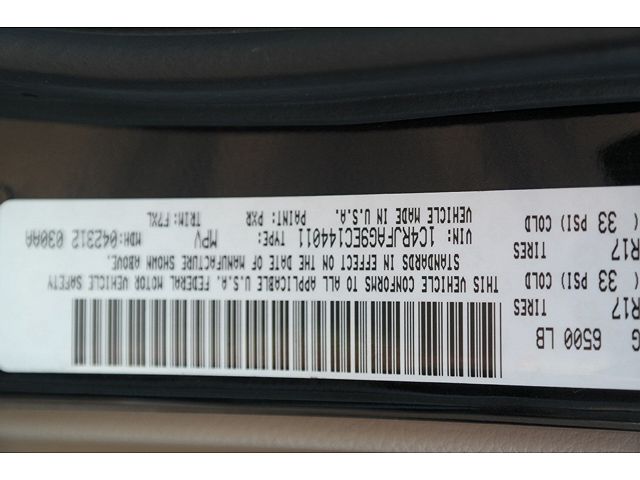 G 6500 LB
R17 TIRES
( 33 PSI) COLD
R17 TIRES
( 33 PSI) COLD
THIS VEHICLE CONFORMS TO ALL APPLICABLE U.S.A. FEDERAL MOTOR VEHICLE SAFETY
STANDARDS IN EFFECT ON THE DATE OF MANUFACTURE SHOWN ABOVE.
VIN: 1C4RJFAG9EC144011 TYPE: MPV MDH:042312 030AA
VEHICLE MADE IN U.S.A. PAINT: PXR TRIM:F7XL